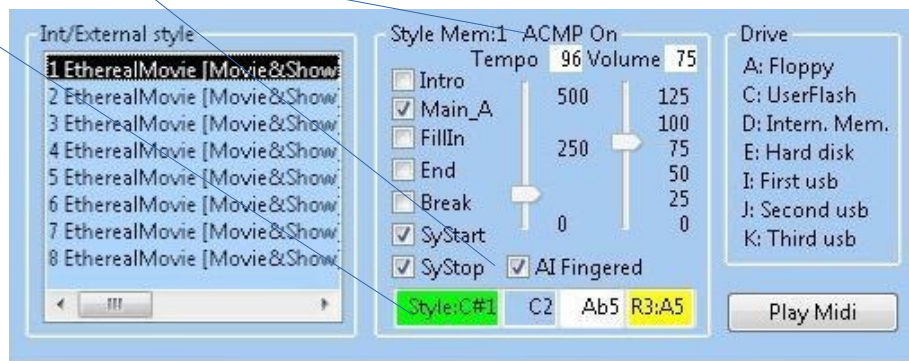 Int/External style
1 EtherealMovie [Movie&Show
2 EtherealMovie [Movie&Show
3 EtherealMovie [Movie&Show
4 EtherealMovie [Movie&Show
5 EtherealMovie [Movie&Show
6 EtherealMovie [Movie&Show
7 EtherealMovie [Movie&Show
8 EtherealMovie [Movie&Show
Style Mem:1 ACMP On
Tempo 96 Volume 75
Intro
Main_A
FillIn
End
Break
SyStart
SyStop
AI Fingered
500
250
0
125
100
75
50
25
0
Style:C#1 C2 Ab5 R3:A5
Drive
A: Floppy
C: UserFlash
D: Intern. Mem.
E: Hard disk
I: First usb
J: Second usb
K: Third usb
Play Midi